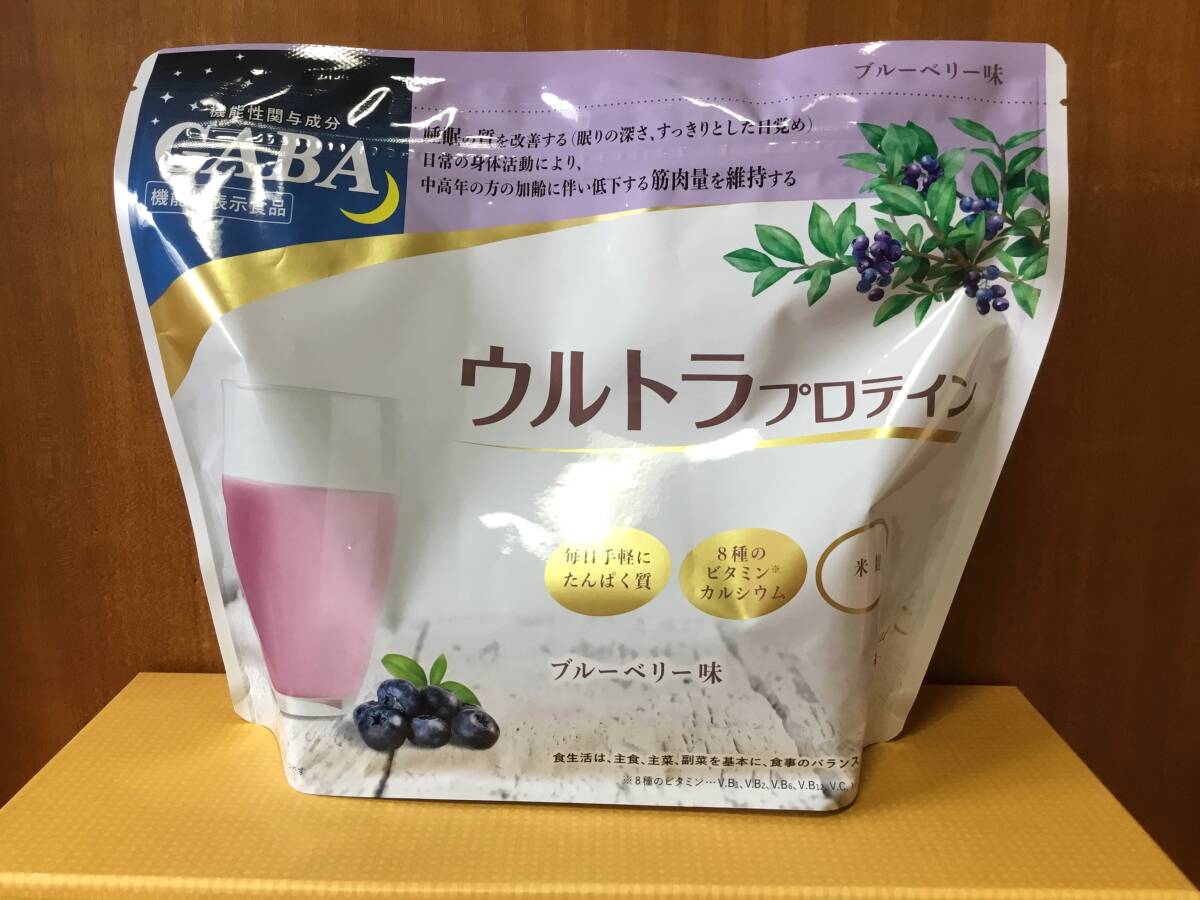 ブルーベリー味
機能性関与成分
GABA
機能性表示食品
睡眠の質を改善する(眠りの深さ、すっきりとした目覚め)
日常の身体活動により、
中高年の方の加齢に伴い低下する筋肉量を維持する
ウルトラプロテイン
毎日手軽に
たんぱく質
8種の
ビタミン※
カルシウム
米
ブルーベリー味
食生活は、主食、主菜、副菜を基本に、食事のバランス
※8種のビタミン…V.B1、V.B2、V.B6、V.B12、V.C、